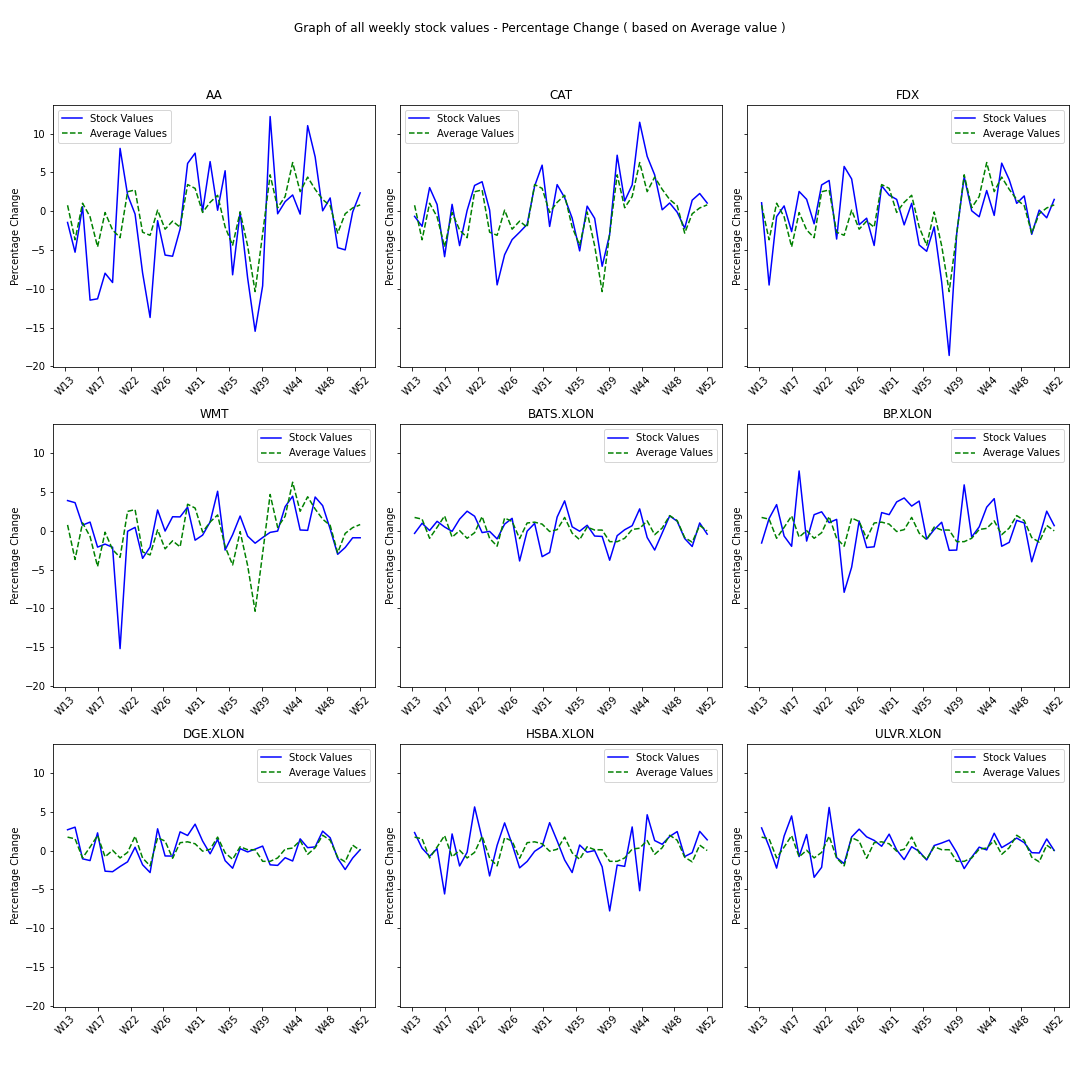 Graph of all weekly stock values - Percentage Change ( based on Average value )
AA
Stock Values
Average Values
Percentage Change
10
5
0
−5
−10
−15
−20
W13 W17 W22 W26 W31 W35 W39 W44 W48 W52
CAT
Stock Values
Average Values
Percentage Change
W13 W17 W22 W26 W31 W35 W39 W44 W48 W52
FDX
Stock Values
Average Values
Percentage Change
W13 W17 W22 W26 W31 W35 W39 W44 W48 W52
WMT
Stock Values
Average Values
Percentage Change
10
5
0
−5
−10
−15
−20
W13 W17 W22 W26 W31 W35 W39 W44 W48 W52
BATS.XLON
Stock Values
Average Values
Percentage Change
W13 W17 W22 W26 W31 W35 W39 W44 W48 W52
BP.XLON
Stock Values
Average Values
Percentage Change
W13 W17 W22 W26 W31 W35 W39 W44 W48 W52
DGE.XLON
Stock Values
Average Values
Percentage Change
10
5
0
−5
−10
−15
−20
W13 W17 W22 W26 W31 W35 W39 W44 W48 W52
HSBA.XLON
Stock Values
Average Values
Percentage Change
W13 W17 W22 W26 W31 W35 W39 W44 W48 W52
ULVR.XLON
Stock Values
Average Values
Percentage Change
W13 W17 W22 W26 W31 W35 W39 W44 W48 W52